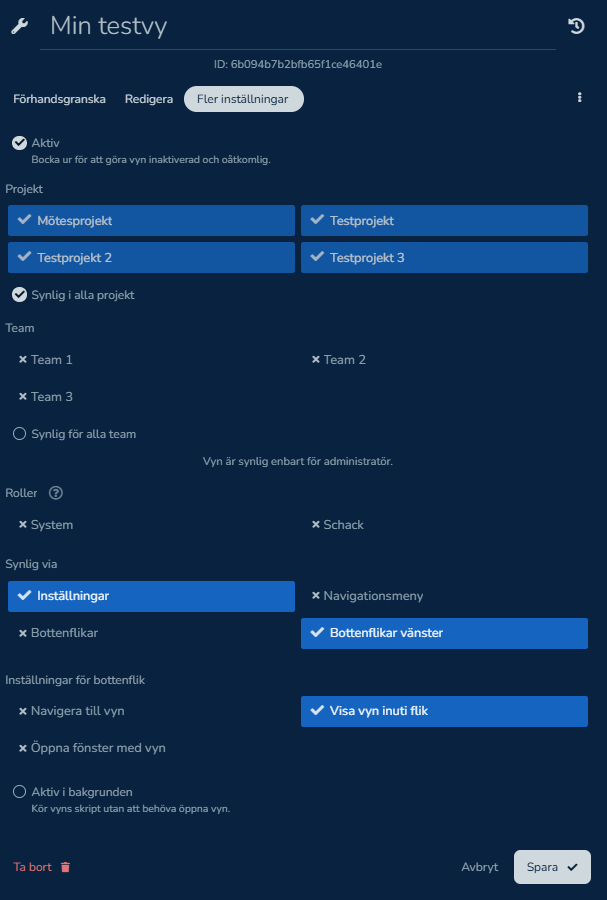 Min testvy
ID: 6b094b7b2bfb65f1ce46401e
Förhandsgranska Redigera Fler inställningar
Aktiv
Bocka ur för att göra vyn inaktiverad och oåtkomlig.
Projekt
Mötesprojekt Testprojekt
Testprojekt 2 Testprojekt 3
Synlig i alla projekt
Team
Team 1 Team 2
Team 3
Synlig för alla team
Vyn är synlig enbart för administratör.
Roller
System Schack
Synlig via
Inställningar Navigationsmeny
Bottenflikar Bottenflikar vänster
Inställningar för bottenflik
Navigera till vyn Visa vyn inuti flik
Öppna fönster med vyn
Aktiv i bakgrunden
Kör vyns skript utan att behöva öppna vyn.
Ta bort Avbryt Spara